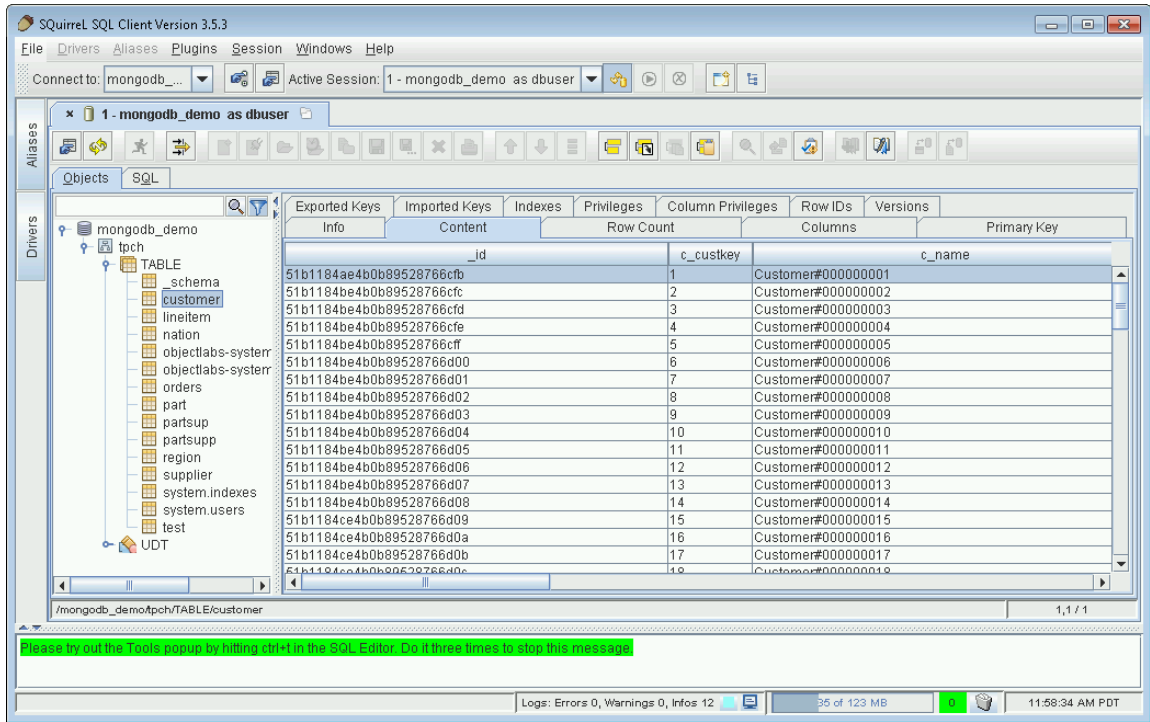 SQuirreL SQL Client Version 3.5.3
File Drivers Aliases Plugins Session Windows Help
Connect to: mongodb_... Active Session: 1 - mongodb_demo as dbuser
Aliases
Drivers
1 - mongodb_demo as dbuser
Objects SQL
mongodb_demo
tpch
TABLE
_schema
customer
lineitem
nation
objectlabs-system
objectlabs-system
orders
part
partsup
partsupp
region
supplier
system.indexes
system.users
test
UDT
Exported Keys Imported Keys Indexes Privileges Column Privileges Row IDs Versions
Info Content Row Count Columns Primary Key
_id c_custkey c_name
51b1184ae4b0b89528766cfb 1 Customer#000000001
51b1184be4b0b89528766cfc 2 Customer#000000002
51b1184be4b0b89528766cfd 3 Customer#000000003
51b1184be4b0b89528766cfe 4 Customer#000000004
51b1184be4b0b89528766cff 5 Customer#000000005
51b1184be4b0b89528766d00 6 Customer#000000006
51b1184be4b0b89528766d01 7 Customer#000000007
51b1184be4b0b89528766d02 8 Customer#000000008
51b1184be4b0b89528766d03 9 Customer#000000009
51b1184be4b0b89528766d04 10 Customer#000000010
51b1184be4b0b89528766d05 11 Customer#000000011
51b1184be4b0b89528766d06 12 Customer#000000012
51b1184be4b0b89528766d07 13 Customer#000000013
51b1184be4b0b89528766d08 14 Customer#000000014
51b1184ce4b0b89528766d09 15 Customer#000000015
51b1184ce4b0b89528766d0a 16 Customer#000000016
51b1184ce4b0b89528766d0b 17 Customer#000000017
51b1184ce4b0b89528766d0c 18 Customer#000000018
/mongodb_demo/tpch/TABLE/customer 1,1 / 1
Please try out the Tools popup by hitting ctrl+t in the SQL Editor. Do it three times to stop this message.
Logs: Errors 0, Warnings 0, Infos 12 35 of 123 MB 0 11:58:34 AM PDT